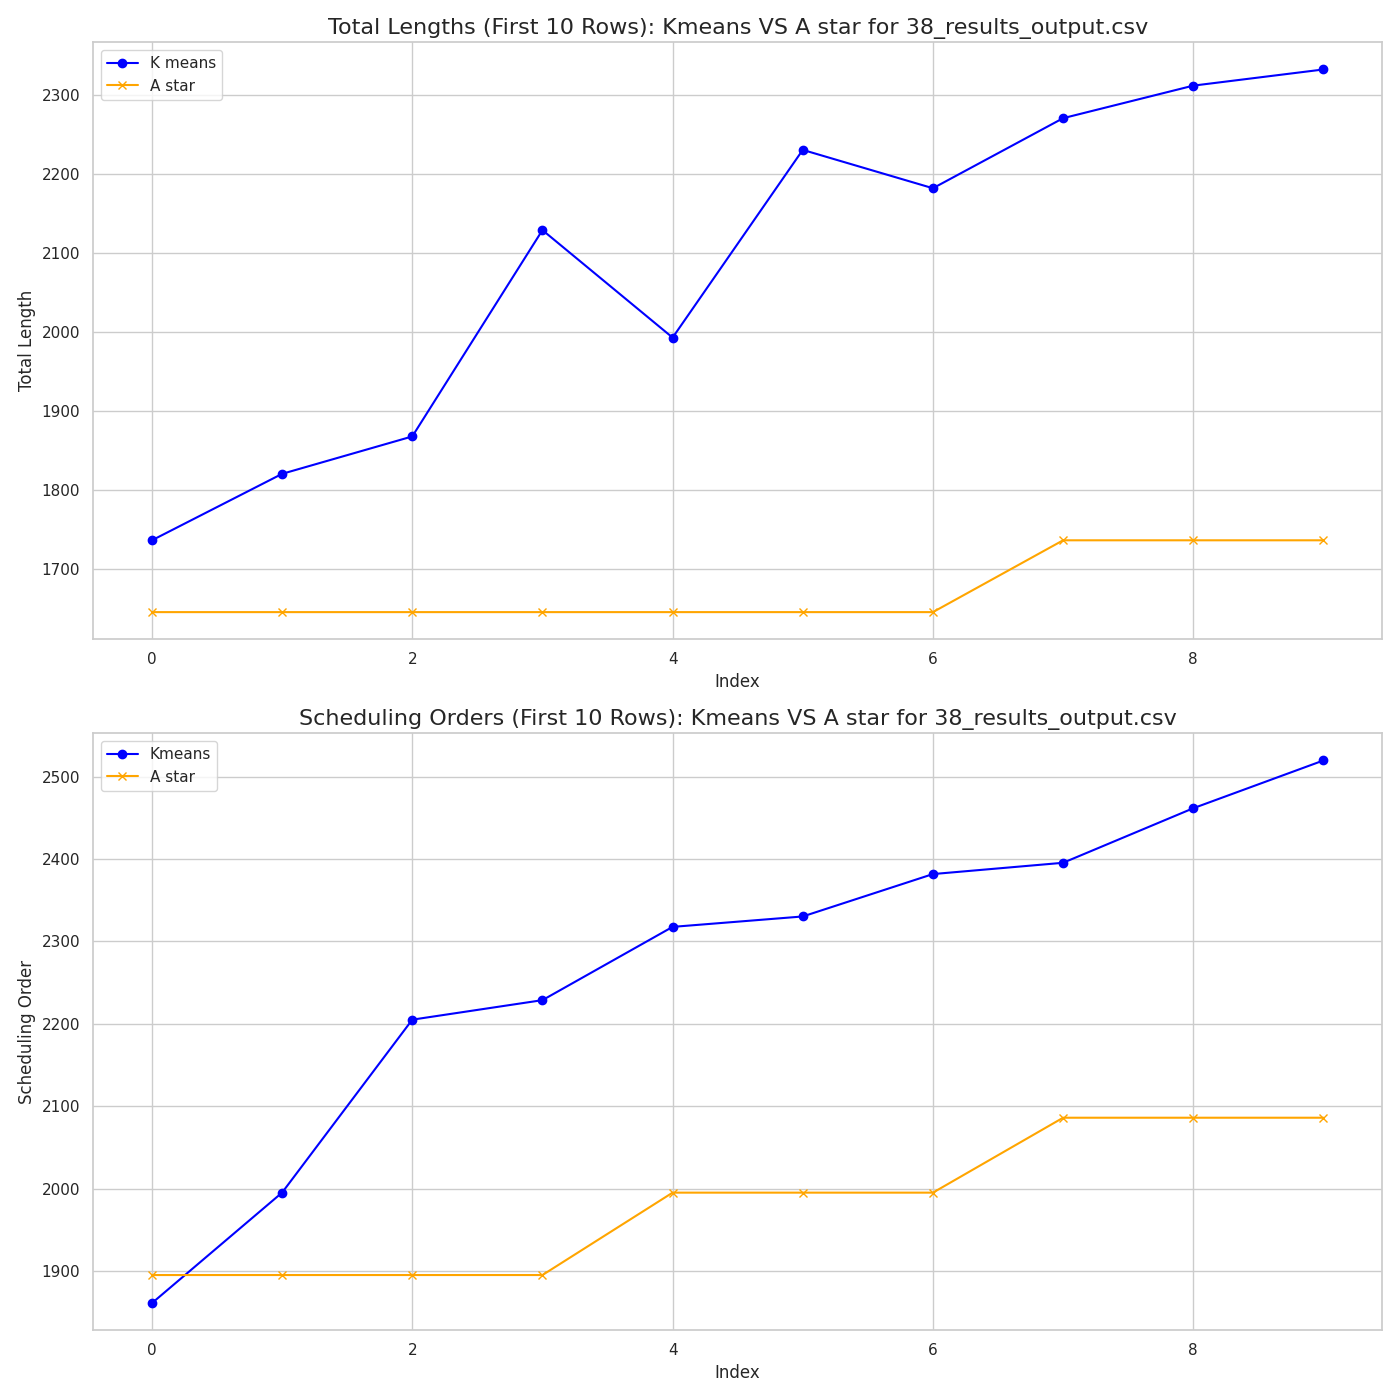 Total Lengths (First 10 Rows): Kmeans VS A star for 38_results_output.csv
K means
A star
2300
2200
2100
2000
1900
1800
1700
Total Length
0 2 4 6 8
Index
Scheduling Orders (First 10 Rows): Kmeans VS A star for 38_results_output.csv
Kmeans
A star
2500
2400
2300
2200
2100
2000
1900
Scheduling Order
0 2 4 6 8
Index